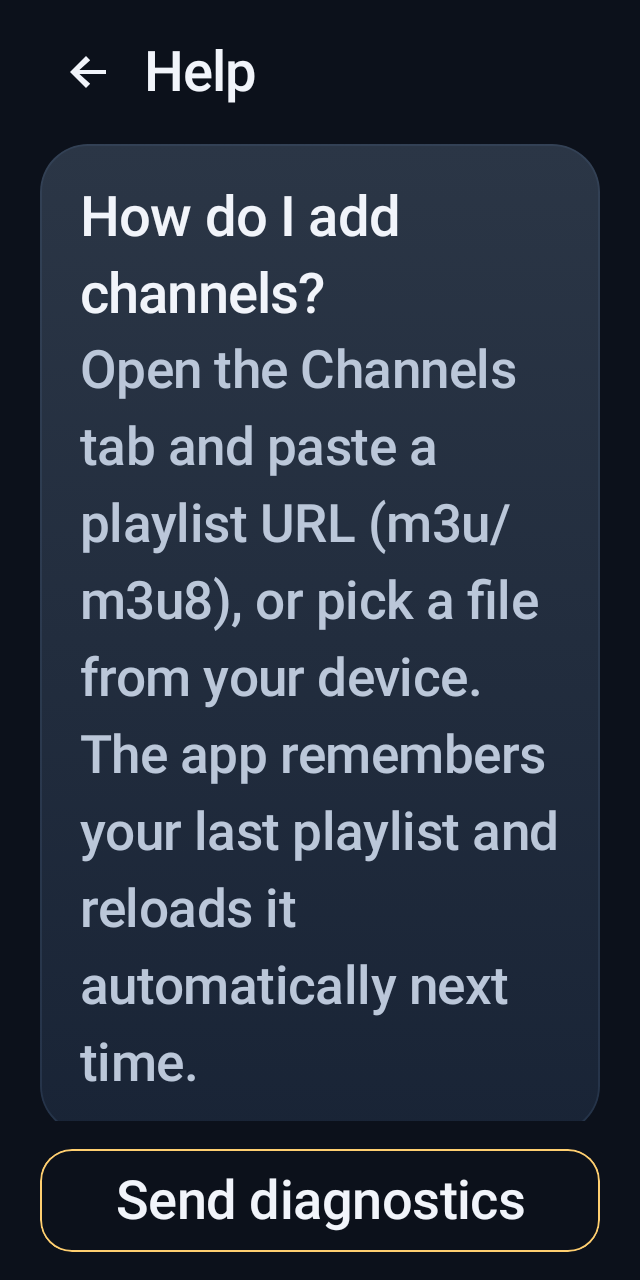 Help
How do I add
channels?
Open the Channels
tab and paste a
playlist URL (m3u/
m3u8), or pick a file
from your device.
The app remembers
your last playlist and
reloads it
automatically next
time.
Send diagnostics